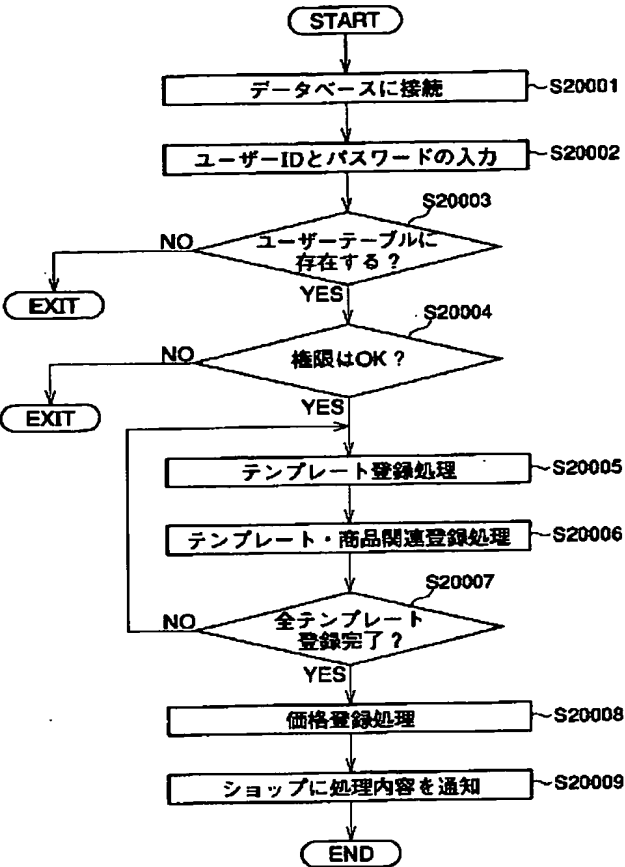 START
データベースに接続
S20001
ユーザーIDとパスワードの入力
S20002
S20003
ユーザーテーブルに
存在する？
NO
EXIT
YES
S20004
権限はOK？
NO
EXIT
YES
テンプレート登録処理
S20005
テンプレート・商品関連登録処理
S20006
S20007
全テンプレート
登録完了？
NO
YES
価格登録処理
S20008
ショップに処理内容を通知
S20009
END